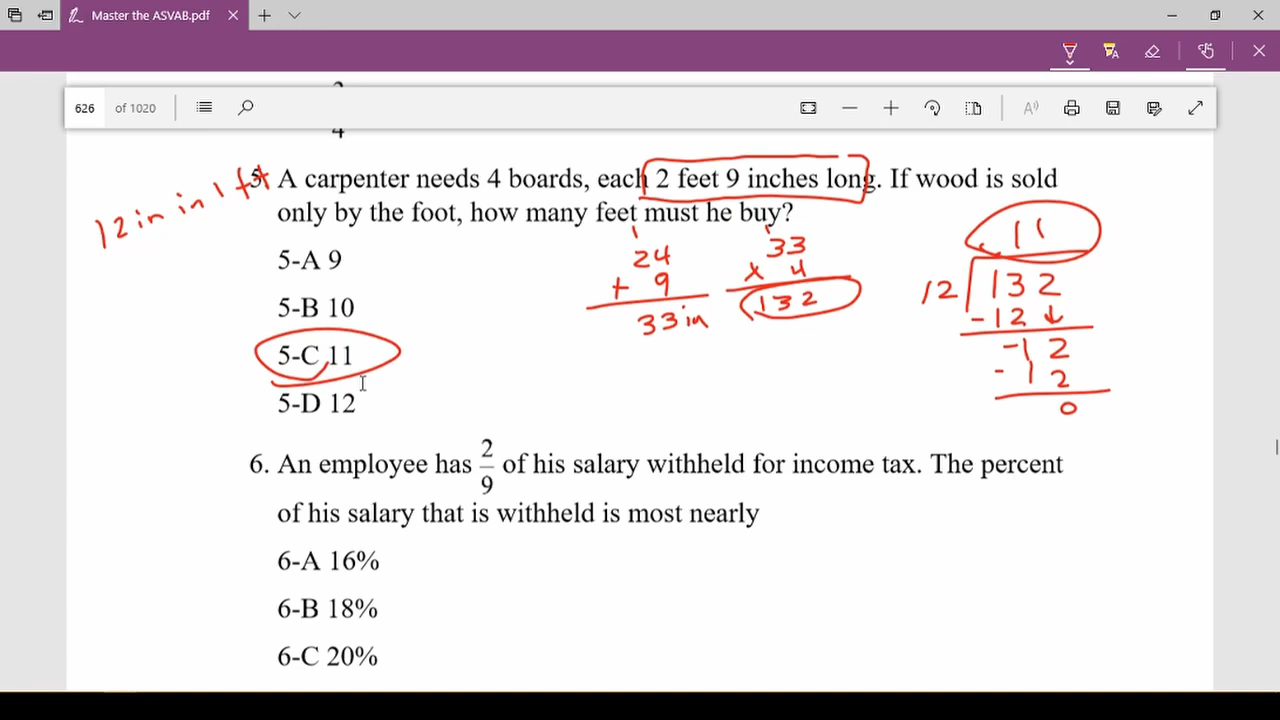 Master the ASVAB.pdf
626 of 1020
4
12 in in 1 foot
5. A carpenter needs 4 boards, each 2 feet 9 inches long. If wood is sold
only by the foot, how many feet must he buy?
5-A 9
5-B 10
5-C 11
5-D 12
1
24
+ 9
33 in
1
33
x 4
132
11
12 132
-12
-12
-12
0
6. An employee has 2/9 of his salary withheld for income tax. The percent
of his salary that is withheld is most nearly
6-A 16%
6-B 18%
6-C 20%